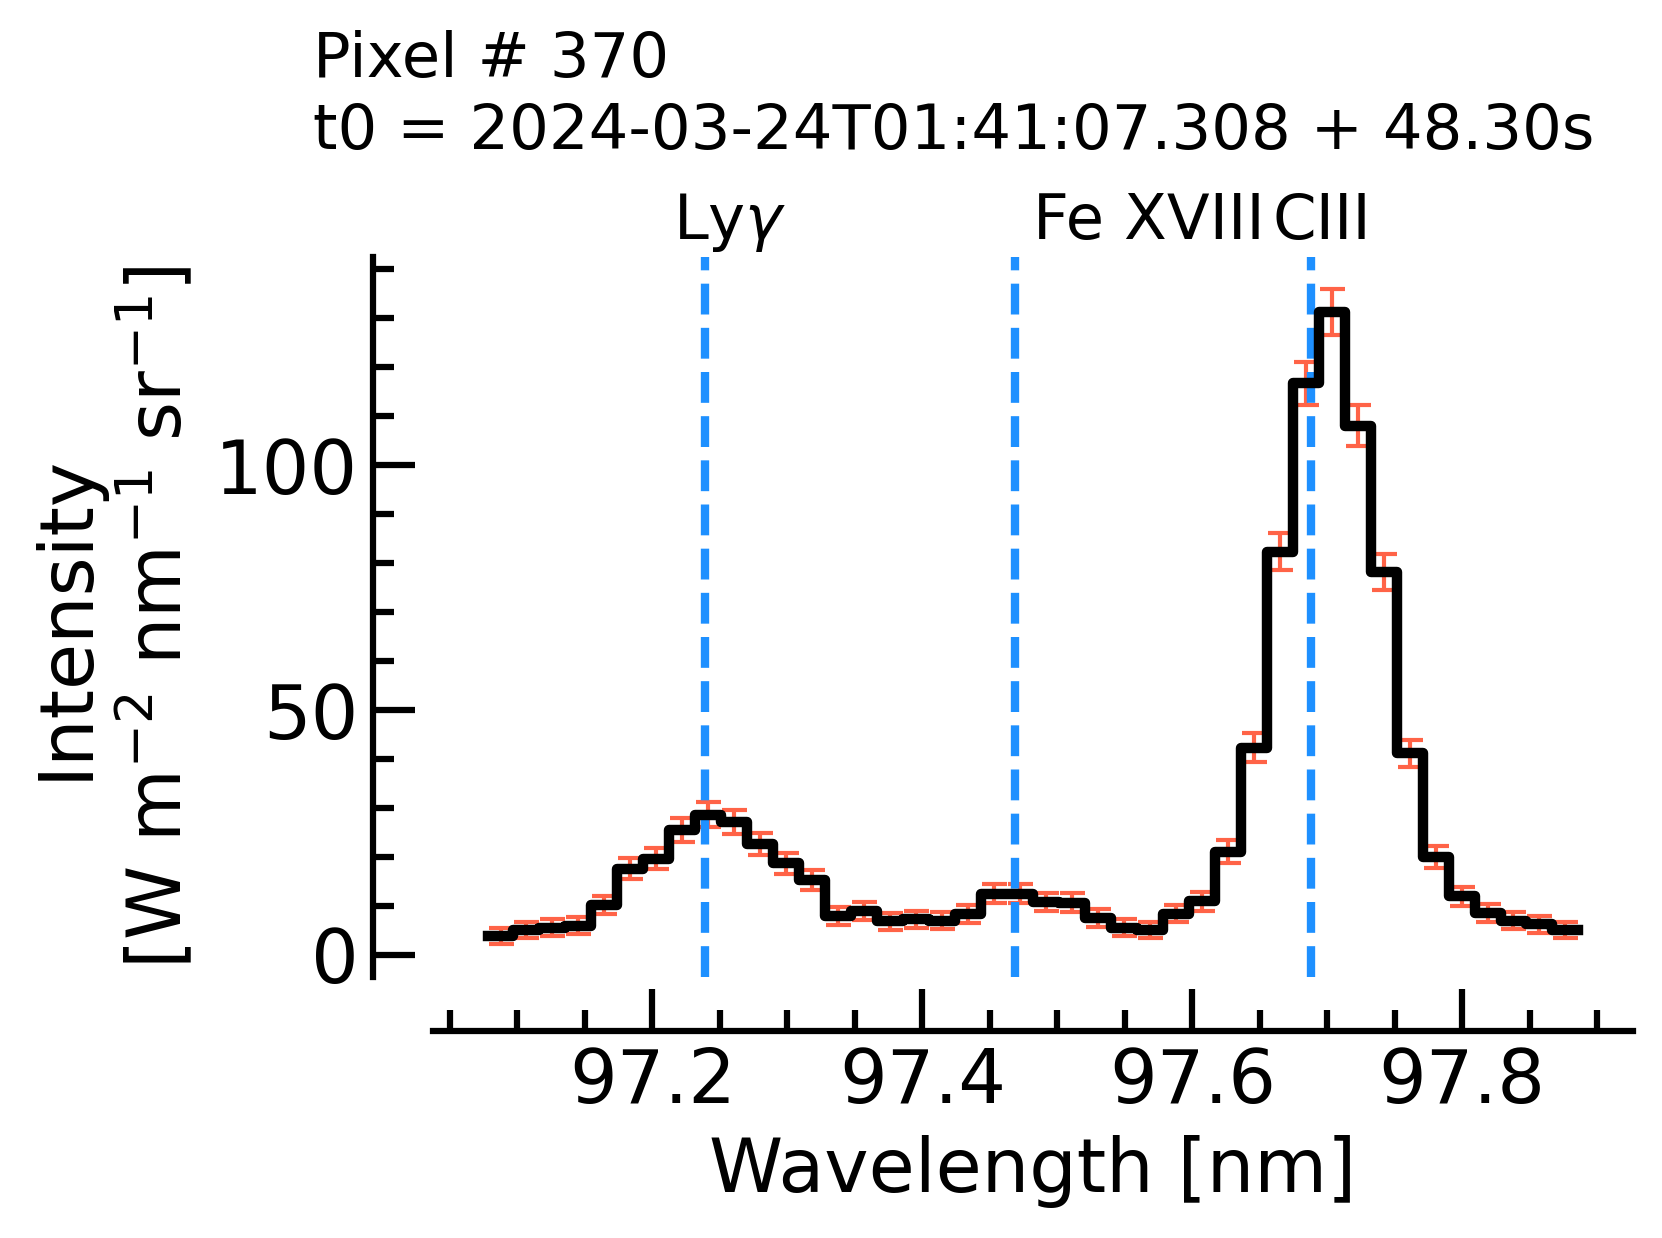 Pixel # 370
t0 = 2024-03-24T01:41:07.308 + 48.30s
Lyγ Fe XVIII CIII
Intensity
[W m⁻² nm⁻¹ sr⁻¹]
100
50
0
97.2 97.4 97.6 97.8
Wavelength [nm]